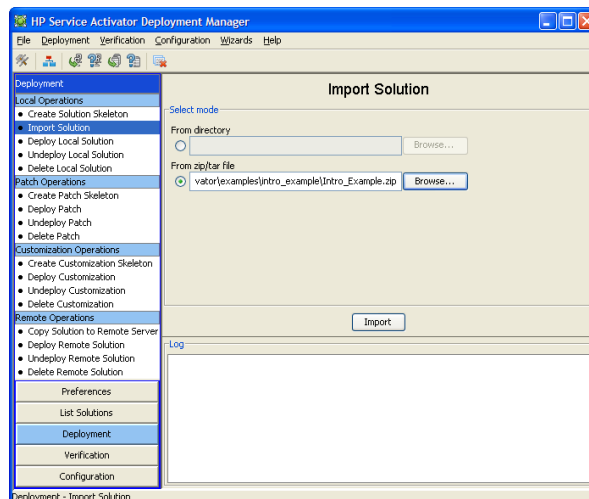 HP Service Activator Deployment Manager
File Deployment Verification Configuration Wizards Help
Deployment
Local Operations
Create Solution Skeleton
Import Solution
Deploy Local Solution
Undeploy Local Solution
Delete Local Solution
Patch Operations
Create Patch Skeleton
Deploy Patch
Undeploy Patch
Delete Patch
Customization Operations
Create Customization Skeleton
Deploy Customization
Undeploy Customization
Delete Customization
Remote Operations
Copy Solution to Remote Server
Deploy Remote Solution
Undeploy Remote Solution
Delete Remote Solution
Preferences
List Solutions
Deployment
Verification
Configuration
Import Solution
Select mode
From directory
Browse...
From zip/tar file
vator\examples\intro_example\Intro_Example.zip Browse...
Import
Log
Deployment - Import Solution